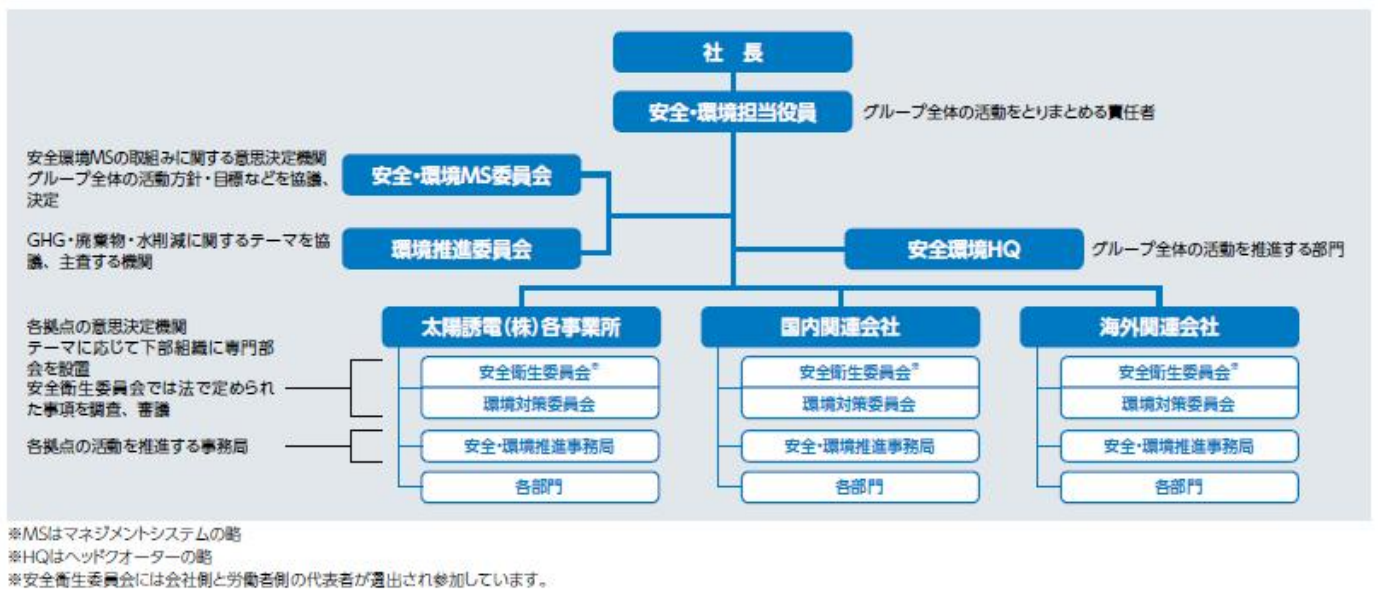 社 長
安全・環境担当役員
グループ全体の活動をとりまとめる責任者
安全環境MSの取組みに関する意思決定機関
グループ全体の活動方針・目標などを協議、
決定
安全・環境MS委員会
GHG・廃棄物・水削減に関するテーマを協
議、主査する機関
環境推進委員会
安全環境HQ
グループ全体の活動を推進する部門
各拠点の意思決定機関
テーマに応じて下部組織に専門部
会を設置
安全衛生委員会では法で定められ
た事項を調査、審議
各拠点の活動を推進する事務局
太陽誘電(株)各事業所
安全衛生委員会※
環境対策委員会
安全・環境推進事務局
各部門
国内関連会社
安全衛生委員会※
環境対策委員会
安全・環境推進事務局
各部門
海外関連会社
安全衛生委員会※
環境対策委員会
安全・環境推進事務局
各部門
※MSはマネジメントシステムの略
※HQはヘッドクオーターの略
※安全衛生委員会には会社側と労働者側の代表者が選出され参加しています。